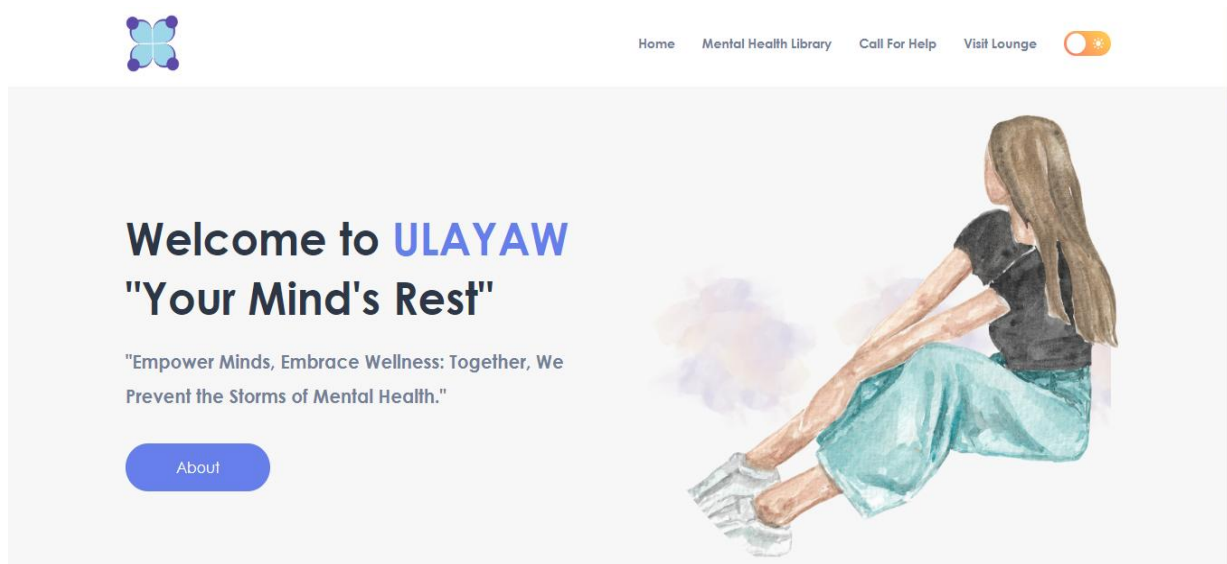 Home Mental Health Library Call For Help Visit Lounge
Welcome to ULAYAW
"Your Mind's Rest"
"Empower Minds, Embrace Wellness: Together, We
Prevent the Storms of Mental Health."
About